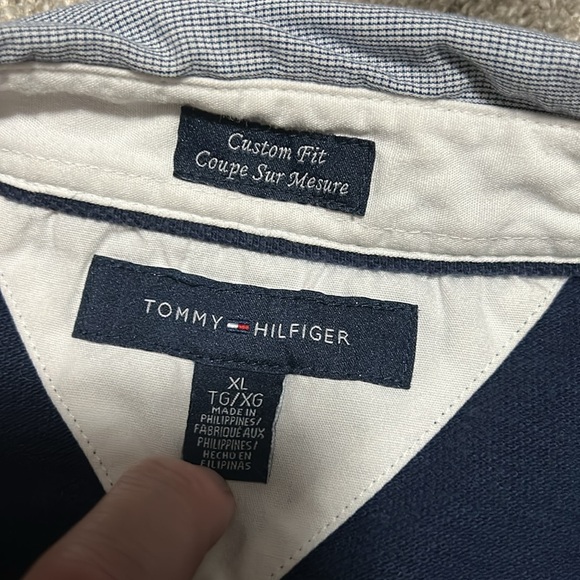 Custom Fit
Coupe Sur Mesure
TOMMY HILFIGER
XL
TG/XG
MADE IN
PHILIPPINES/
FABRIQUÉ AUX
PHILIPPINES/
HECHO EN
FILIPINAS